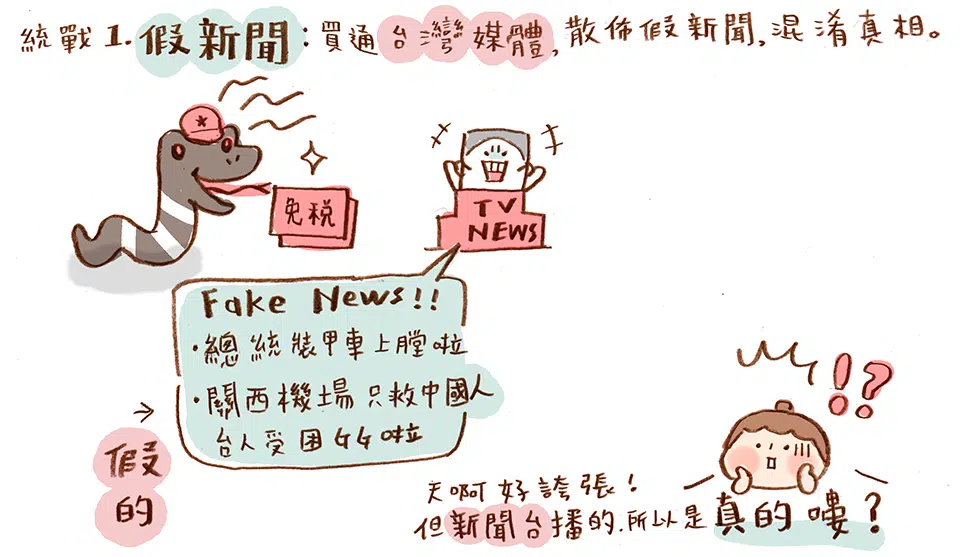 統戰1.假新聞:買通台灣媒體,散佈假新聞,混淆真相。
免稅
TV
NEWS
Fake News!!
·總統裝甲車上膛啦
·關西機場只救中國人
台人受困GG啦
假的
天啊好誇張!
但新聞台播的.所以是真的嘍?
!?